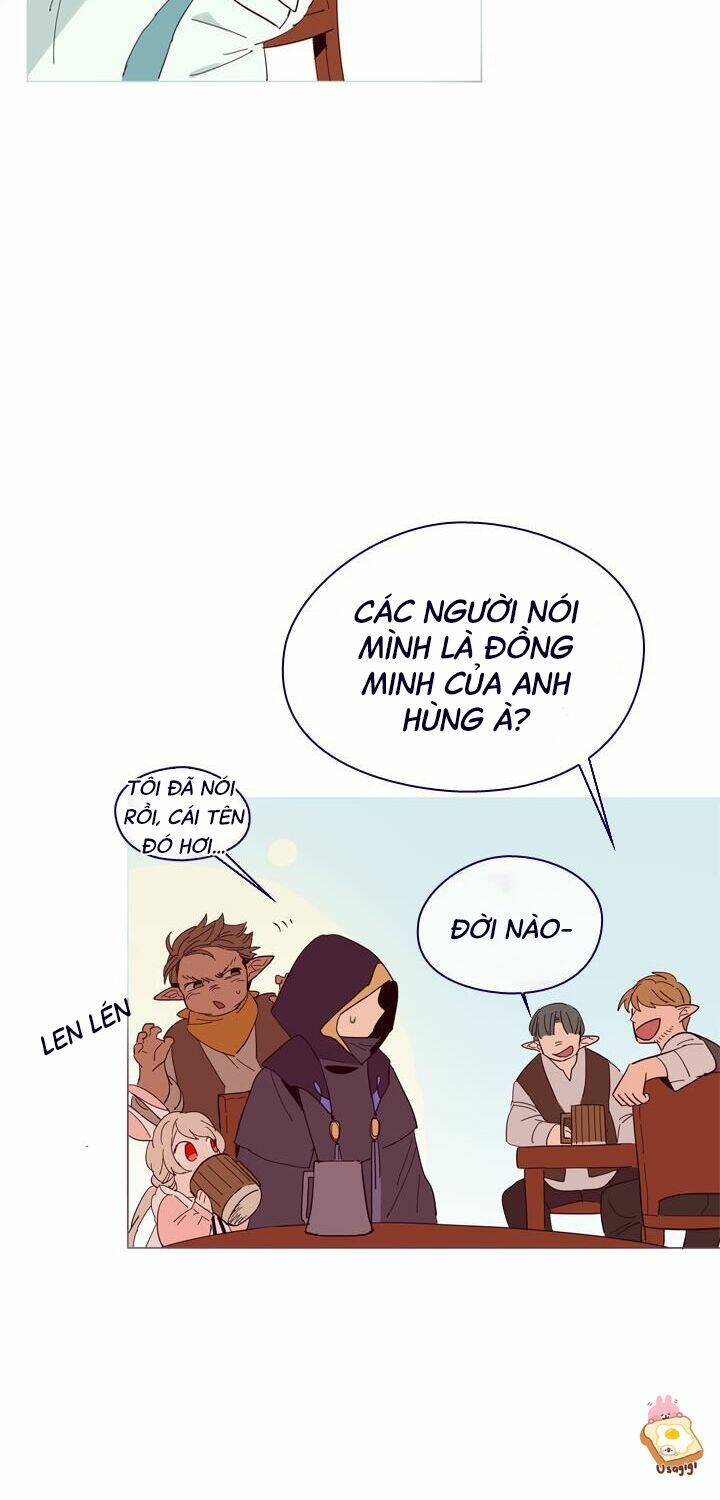 CÁC NGƯỜI NÓI
MÌNH LÀ ĐỒNG
MINH CỦA ANH
HÙNG À?
TÔI ĐÃ NÓI
RỒI, CÁI TÊN
ĐÓ HƠI...
ĐỜI NÀO-
LEN LÉN
Usagigi